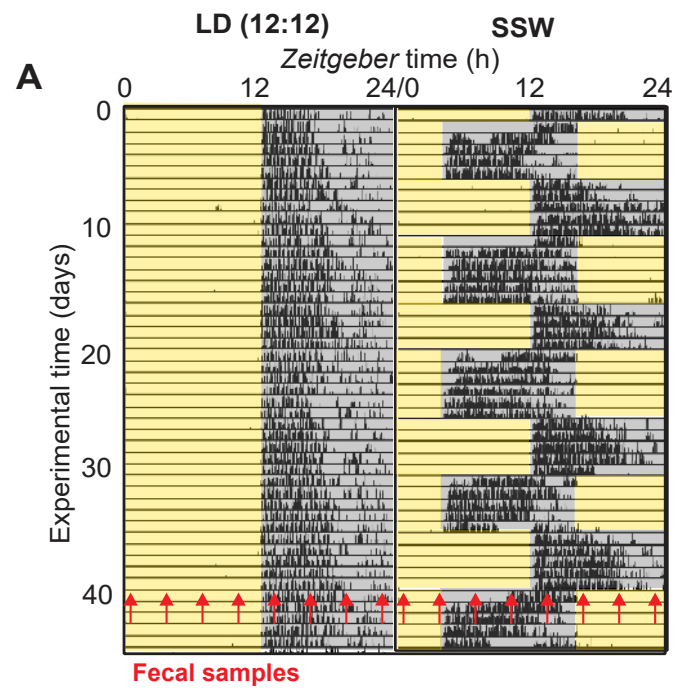 LD (12:12) SSW
Zeitgeber time (h)
A
0 12 24/0 12 24
Experimental time (days)
0
10
20
30
40
Fecal samples